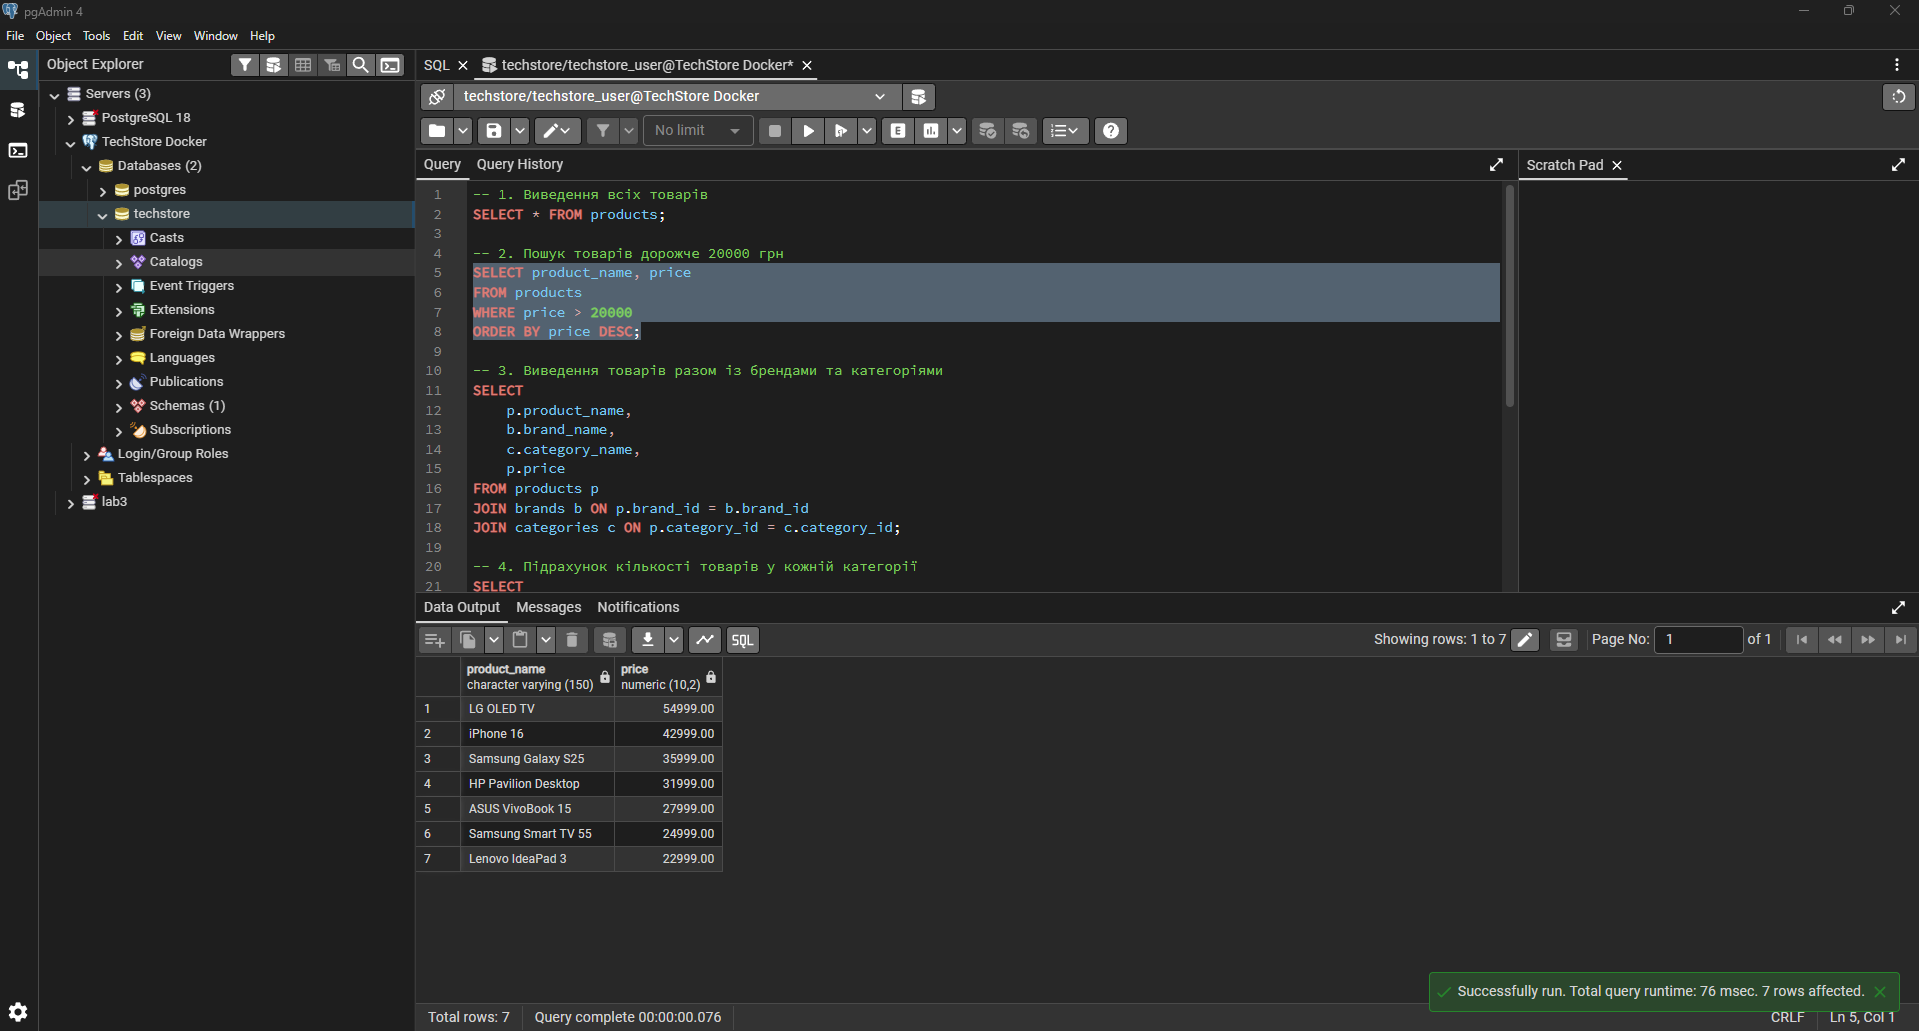 pgAdmin 4
File Object Tools Edit View Window Help
Object Explorer
Servers (3)
PostgreSQL 18
TechStore Docker
Databases (2)
postgres
techstore
Casts
Catalogs
Event Triggers
Extensions
Foreign Data Wrappers
Languages
Publications
Schemas (1)
Subscriptions
Login/Group Roles
Tablespaces
lab3
SQL techstore/techstore_user@TechStore Docker*
techstore/techstore_user@TechStore Docker
No limit E
Query Query History
Scratch Pad
1 -- 1. Виведення всіх товарів
2 SELECT * FROM products;
3
4 -- 2. Пошук товарів дорожче 20000 грн
5 SELECT product_name, price
6 FROM products
7 WHERE price > 20000
8 ORDER BY price DESC;
9
10 -- 3. Виведення товарів разом із брендами та категоріями
11 SELECT
12 p.product_name,
13 b.brand_name,
14 c.category_name,
15 p.price
16 FROM products p
17 JOIN brands b ON p.brand_id = b.brand_id
18 JOIN categories c ON p.category_id = c.category_id;
19
20 -- 4. Підрахунок кількості товарів у кожній категорії
21 SELECT
Data Output Messages Notifications
SQL Showing rows: 1 to 7 Page No: 1 of 1
product_name price
character varying (150) numeric (10,2)
1 LG OLED TV 54999.00
2 iPhone 16 42999.00
3 Samsung Galaxy S25 35999.00
4 HP Pavilion Desktop 31999.00
5 ASUS VivoBook 15 27999.00
6 Samsung Smart TV 55 24999.00
7 Lenovo IdeaPad 3 22999.00
Successfully run. Total query runtime: 76 msec. 7 rows affected.
Total rows: 7 Query complete 00:00:00.076 CRLF Ln 5, Col 1